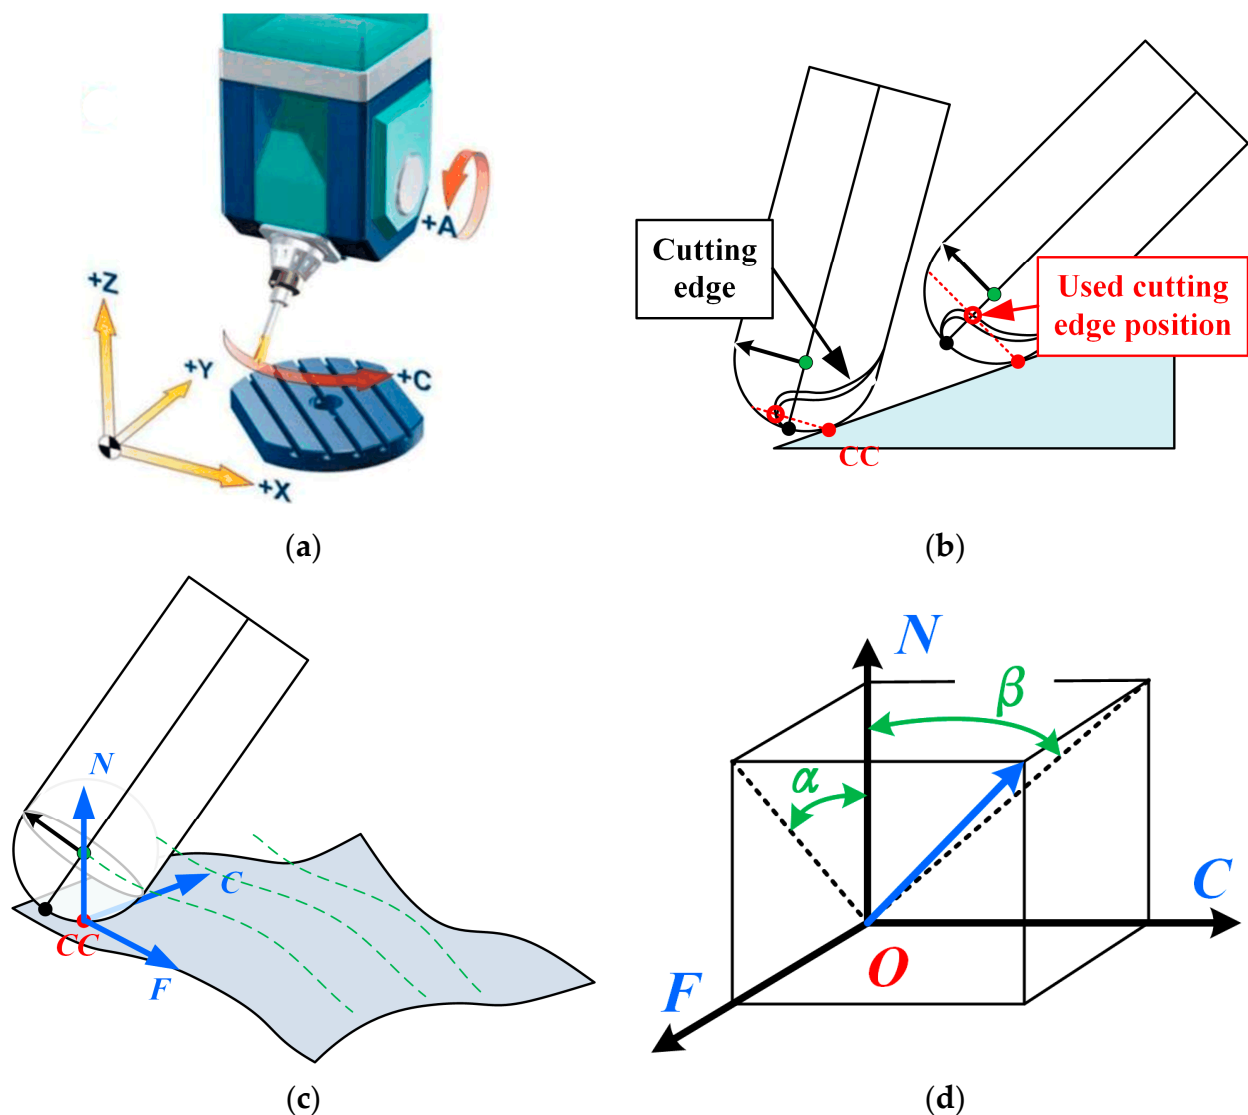 +A
+Z
+Y
+C
+X
(a)
Cutting
edge
Used cutting
edge position
CC
(b)
N
C
CC
F
(c)
N
β
α
C
O
F
(d)